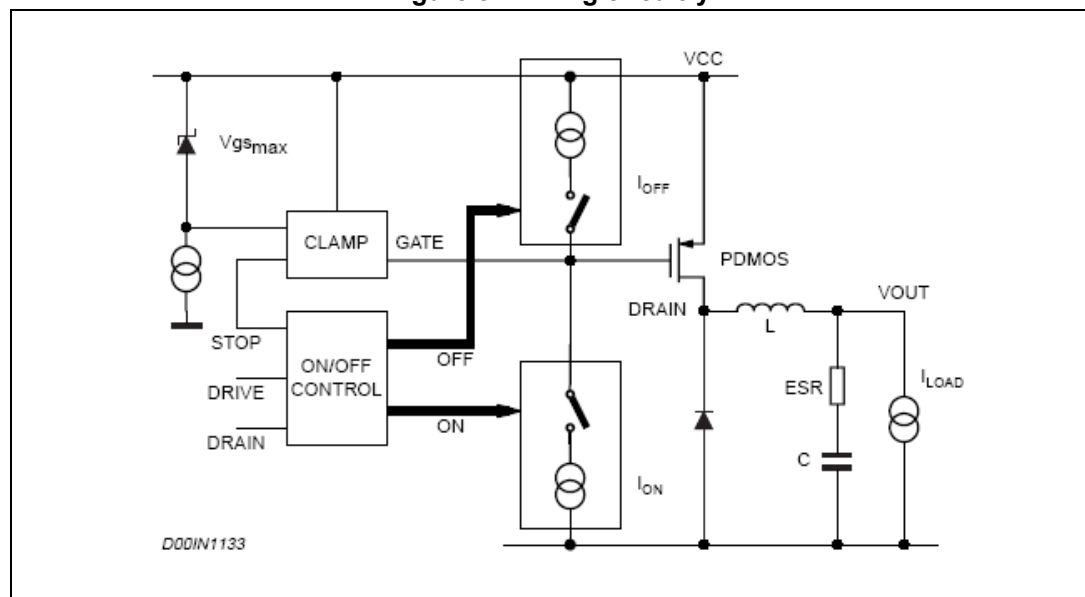 VCC
Vgsmax
IOFF
CLAMP
GATE
PDMOS
DRAIN
VOUT
L
STOP
OFF
ON/OFF
CONTROL
DRIVE
ESR
ILOAD
ON
DRAIN
C
ION
D00IN1133